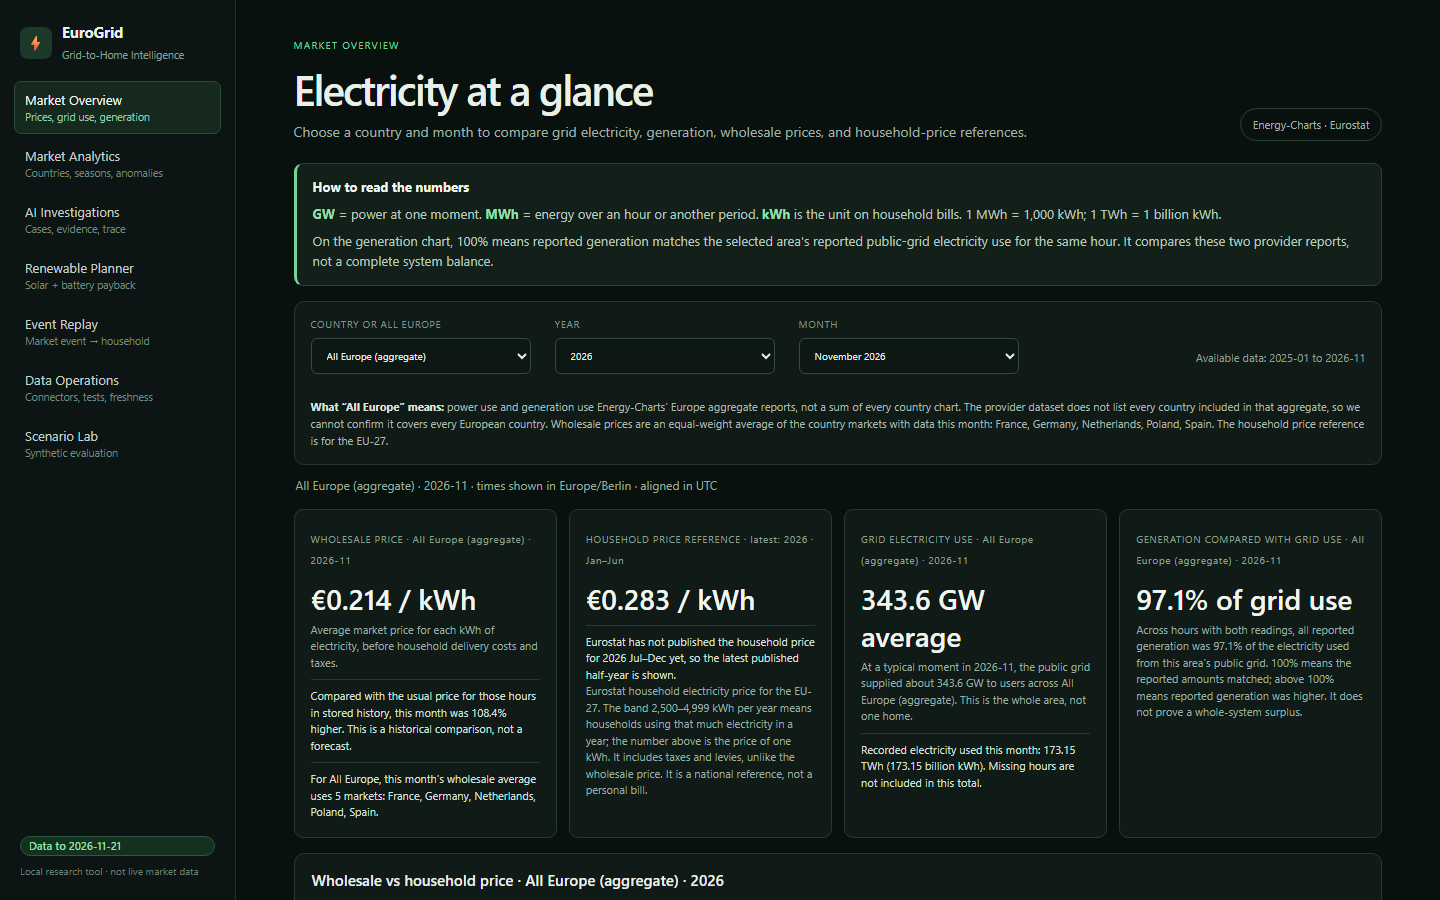 EuroGrid
Grid-to-Home Intelligence
Market Overview
Prices, grid use, generation
Market Analytics
Countries, seasons, anomalies
AI Investigations
Cases, evidence, trace
Renewable Planner
Solar + battery payback
Event Replay
Market event → household
Data Operations
Connectors, tests, freshness
Scenario Lab
Synthetic evaluation
Data to 2026-11-21
Local research tool · not live market data
MARKET OVERVIEW
Electricity at a glance
Choose a country and month to compare grid electricity, generation, wholesale prices, and household-price references.
Energy-Charts · Eurostat
How to read the numbers
GW = power at one moment. MWh = energy over an hour or another period. kWh is the unit on household bills. 1 MWh = 1,000 kWh; 1 TWh = 1 billion kWh.
On the generation chart, 100% means reported generation matches the selected area's reported public-grid electricity use for the same hour. It compares these two provider reports,
not a complete system balance.
COUNTRY OR ALL EUROPE
All Europe (aggregate)
YEAR
2026
MONTH
November 2026
Available data: 2025-01 to 2026-11
What “All Europe” means: power use and generation use Energy-Charts’ Europe aggregate reports, not a sum of every country chart. The provider dataset does not list every country included in that aggregate, so we
cannot confirm it covers every European country. Wholesale prices are an equal-weight average of the country markets with data this month: France, Germany, Netherlands, Poland, Spain. The household price reference
is for the EU-27.
All Europe (aggregate) · 2026-11 · times shown in Europe/Berlin · aligned in UTC
WHOLESALE PRICE · All Europe (aggregate) ·
2026-11
€0.214 / kWh
Average market price for each kWh of
electricity, before household delivery costs and
taxes.
Compared with the usual price for those hours
in stored history, this month was 108.4%
higher. This is a historical comparison, not a
forecast.
For All Europe, this month's wholesale average
uses 5 markets: France, Germany, Netherlands,
Poland, Spain.
HOUSEHOLD PRICE REFERENCE · latest: 2026 ·
Jan–Jun
€0.283 / kWh
Eurostat has not published the household price
for 2026 Jul–Dec yet, so the latest published
half-year is shown.
Eurostat household electricity price for the EU-
27. The band 2,500–4,999 kWh per year means
households using that much electricity in a
year; the number above is the price of one
kWh. It includes taxes and levies, unlike the
wholesale price. It is a national reference, not a
personal bill.
GRID ELECTRICITY USE · All Europe
(aggregate) · 2026-11
343.6 GW
average
At a typical moment in 2026-11, the public grid
supplied about 343.6 GW to users across All
Europe (aggregate). This is the whole area, not
one home.
Recorded electricity used this month: 173.15
TWh (173.15 billion kWh). Missing hours are
not included in this total.
GENERATION COMPARED WITH GRID USE · All
Europe (aggregate) · 2026-11
97.1% of grid use
Across hours with both readings, all reported
generation was 97.1% of the electricity used
from this area's public grid. 100% means the
reported amounts matched; above 100%
means reported generation was higher. It does
not prove a whole-system surplus.
Wholesale vs household price · All Europe (aggregate) · 2026